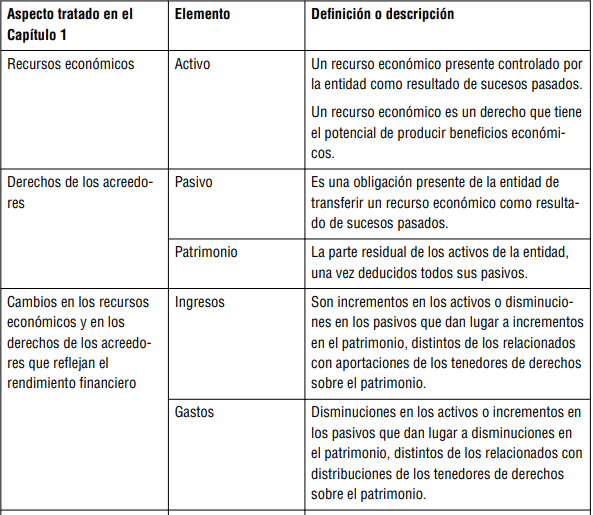 Aspecto tratado en el
Capítulo 1
Elemento
Definición o descripción
Recursos económicos
Activo
Un recurso económico presente controlado por
la entidad como resultado de sucesos pasados.
Un recurso económico es un derecho que tiene
el potencial de producir beneficios económi-
cos.
Derechos de los acreedo-
res
Pasivo
Es una obligación presente de la entidad de
transferir un recurso económico como resulta-
do de sucesos pasados.
Patrimonio
La parte residual de los activos de la entidad,
una vez deducidos todos sus pasivos.
Cambios en los recursos
económicos y en los
derechos de los acreedo-
res que reflejan el
rendimiento financiero
Ingresos
Son incrementos en los activos o disminucio-
nes en los pasivos que dan lugar a incrementos
en el patrimonio, distintos de los relacionados
con aportaciones de los tenedores de derechos
sobre el patrimonio.
Gastos
Disminuciones en los activos o incrementos en
los pasivos que dan lugar a disminuciones en
el patrimonio, distintos de los relacionados con
distribuciones de los tenedores de derechos
sobre el patrimonio.